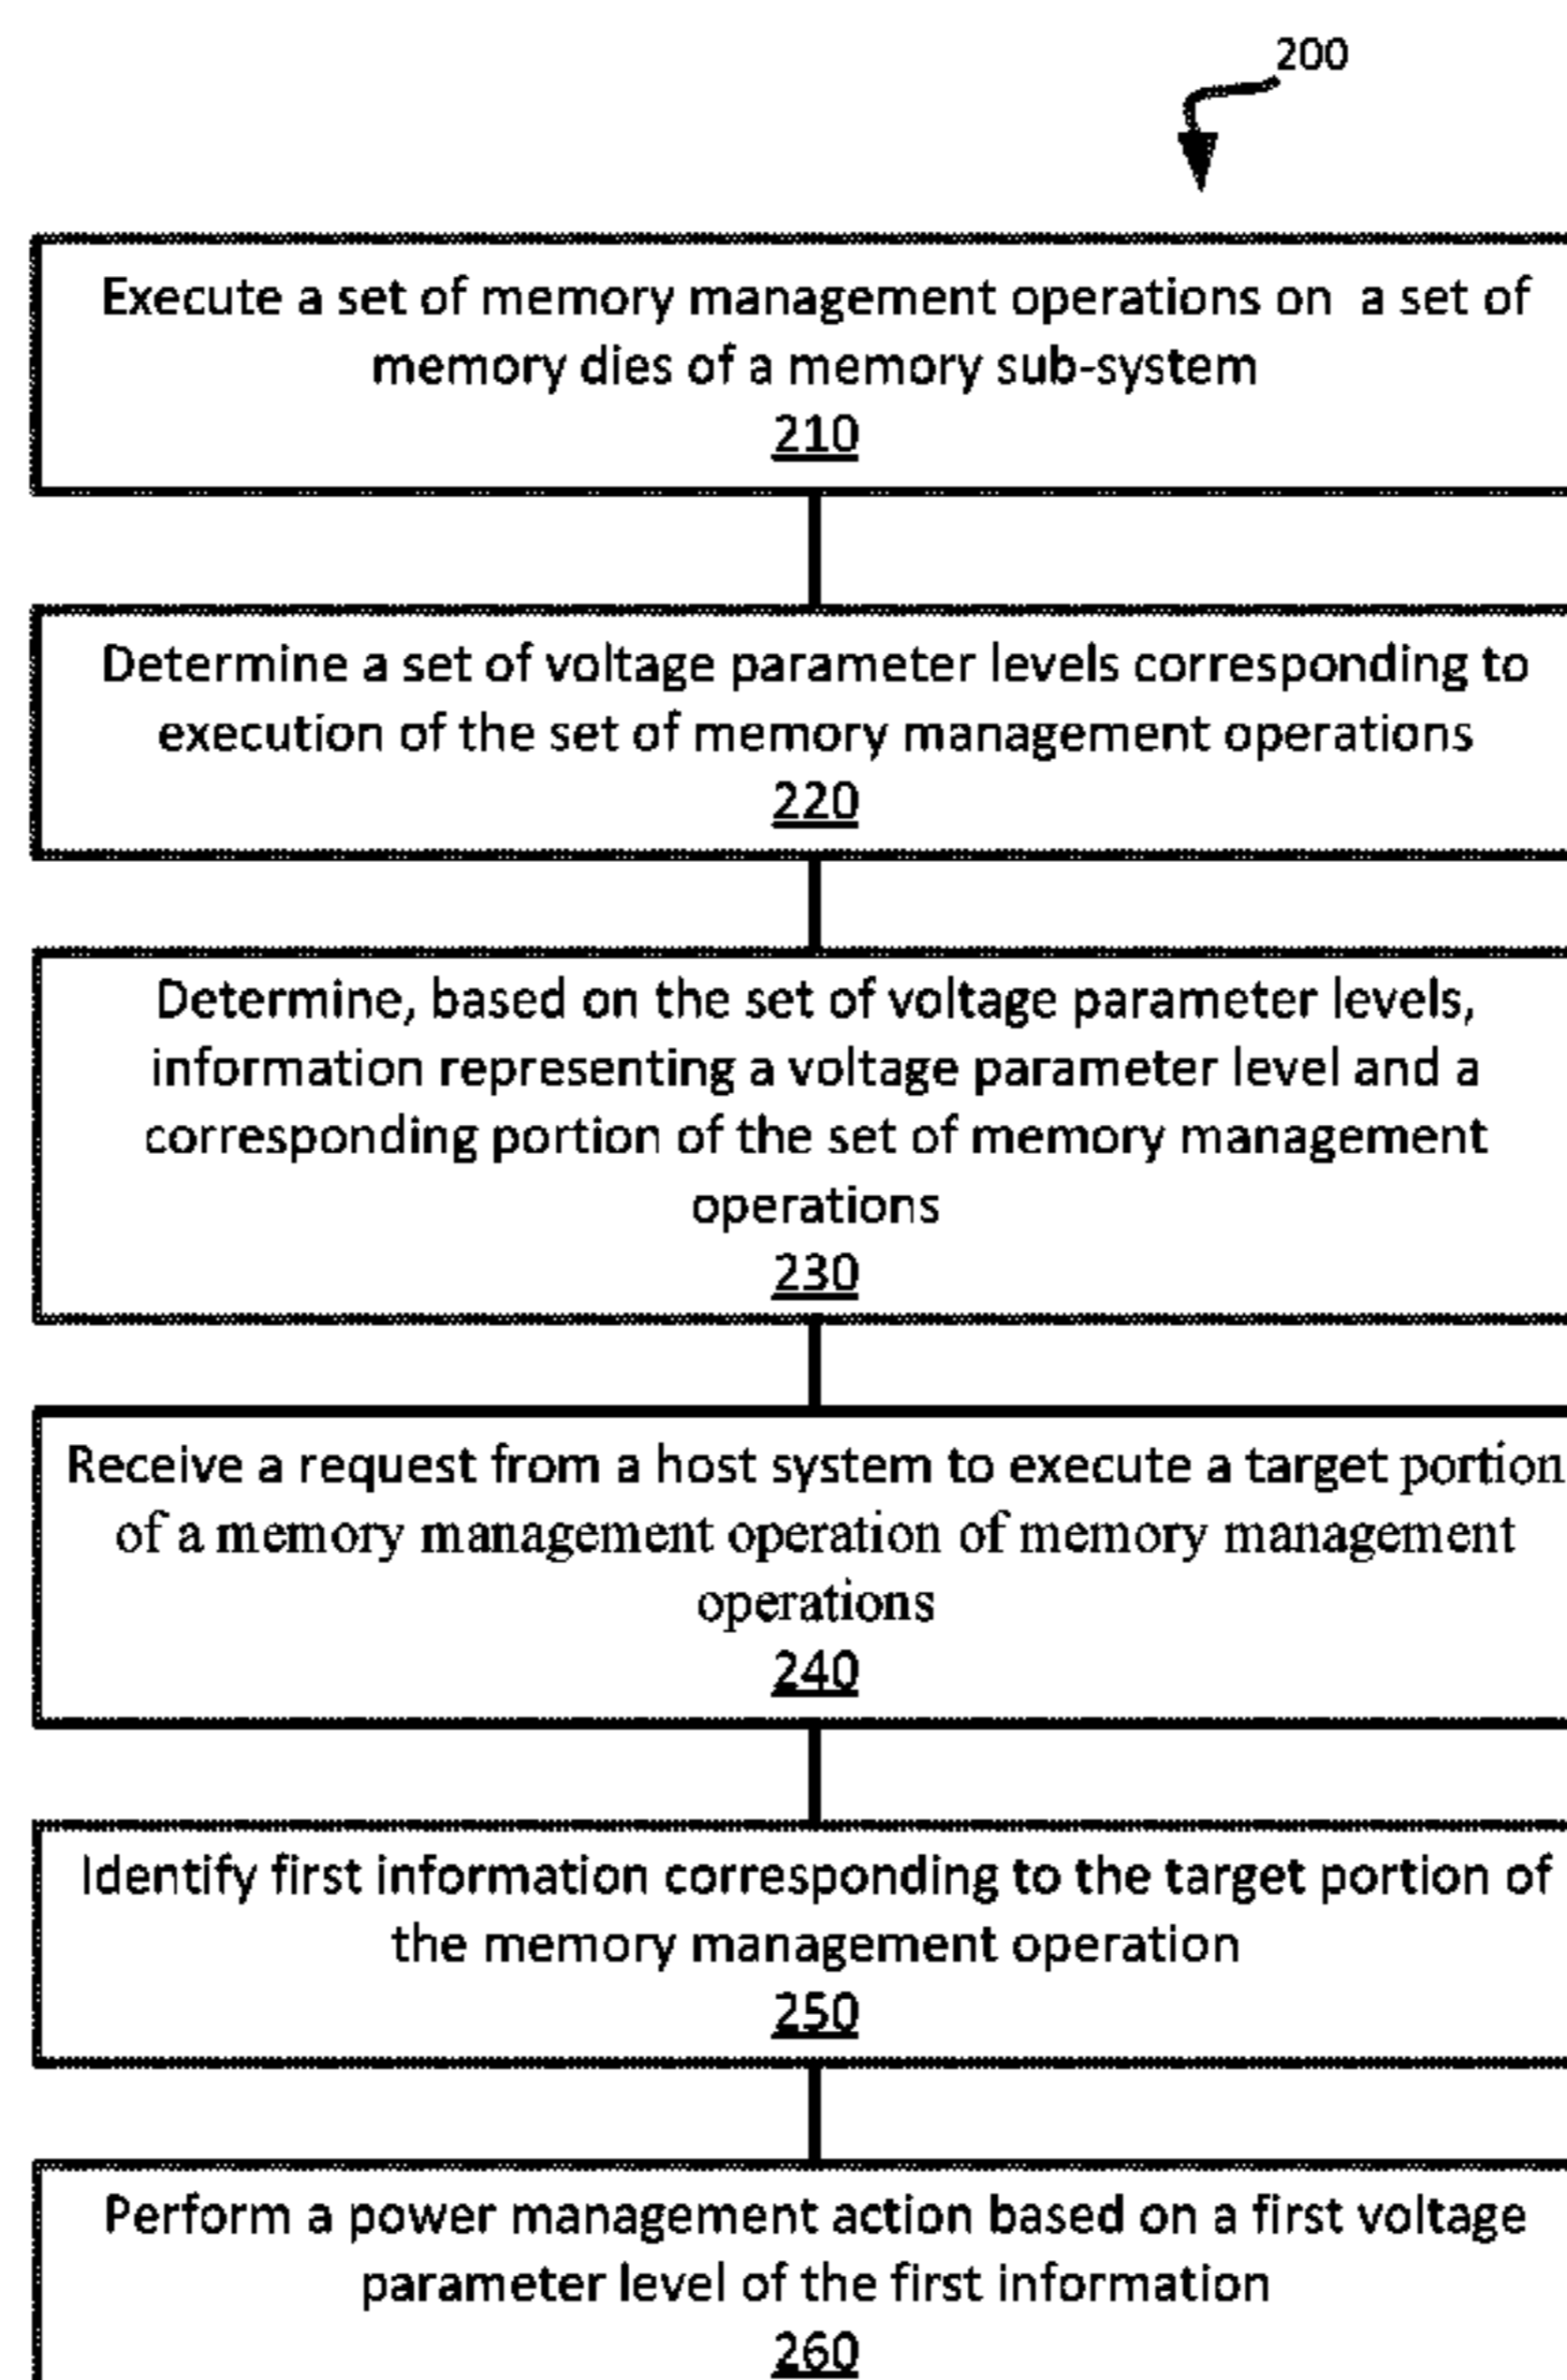 200
Execute a set of memory management operations on a set of
memory dies of a memory sub-system
210
Determine a set of voltage parameter levels corresponding to
execution of the set of memory management operations
220
Determine, based on the set of voltage parameter levels,
information representing a voltage parameter level and a
corresponding portion of the set of memory management
operations
230
Receive a request from a host system to execute a target portion
of a memory management operation of memory management
operations
240
Identify first information corresponding to the target portion of
the memory management operation
250
Perform a power management action based on a first voltage
parameter level of the first information
260